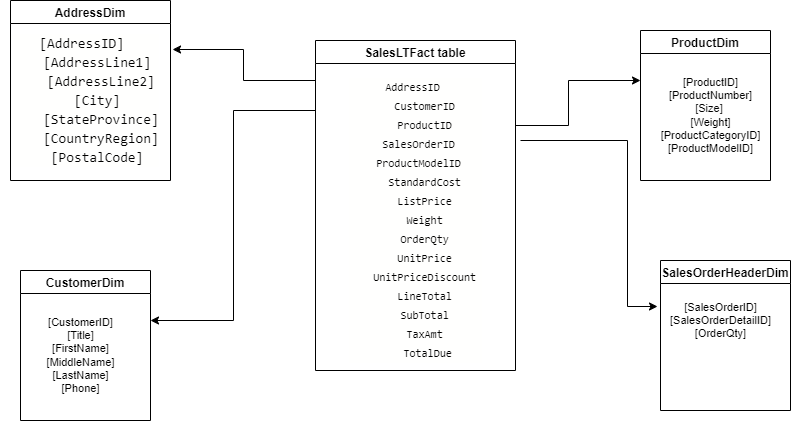 AddressDim
[AddressID]
[AddressLine1]
[AddressLine2]
[City]
[StateProvince]
[CountryRegion]
[PostalCode]
SalesLTFact table
AddressID
CustomerID
ProductID
SalesOrderID
ProductModelID
StandardCost
ListPrice
Weight
OrderQty
UnitPrice
UnitPriceDiscount
LineTotal
SubTotal
TaxAmt
TotalDue
ProductDim
[ProductID]
[ProductNumber]
[Size]
[Weight]
[ProductCategoryID]
[ProductModelID]
CustomerDim
[CustomerID]
[Title]
[FirstName]
[MiddleName]
[LastName]
[Phone]
SalesOrderHeaderDim
[SalesOrderID]
[SalesOrderDetailID]
[OrderQty]